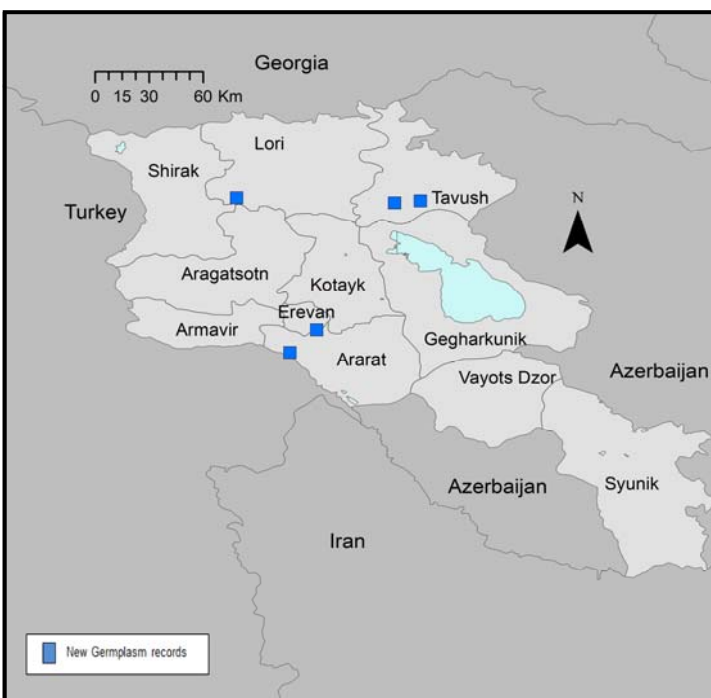 Georgia
0 15 30 60 Km
Lori
Shirak
Turkey
Tavush
N
Aragatsotn
Kotayk
Erevan
Armavir
Ararat
Gegharkunik
Azerbaijan
Vayots Dzor
Azerbaijan
Syunik
Iran
New Germplasm records